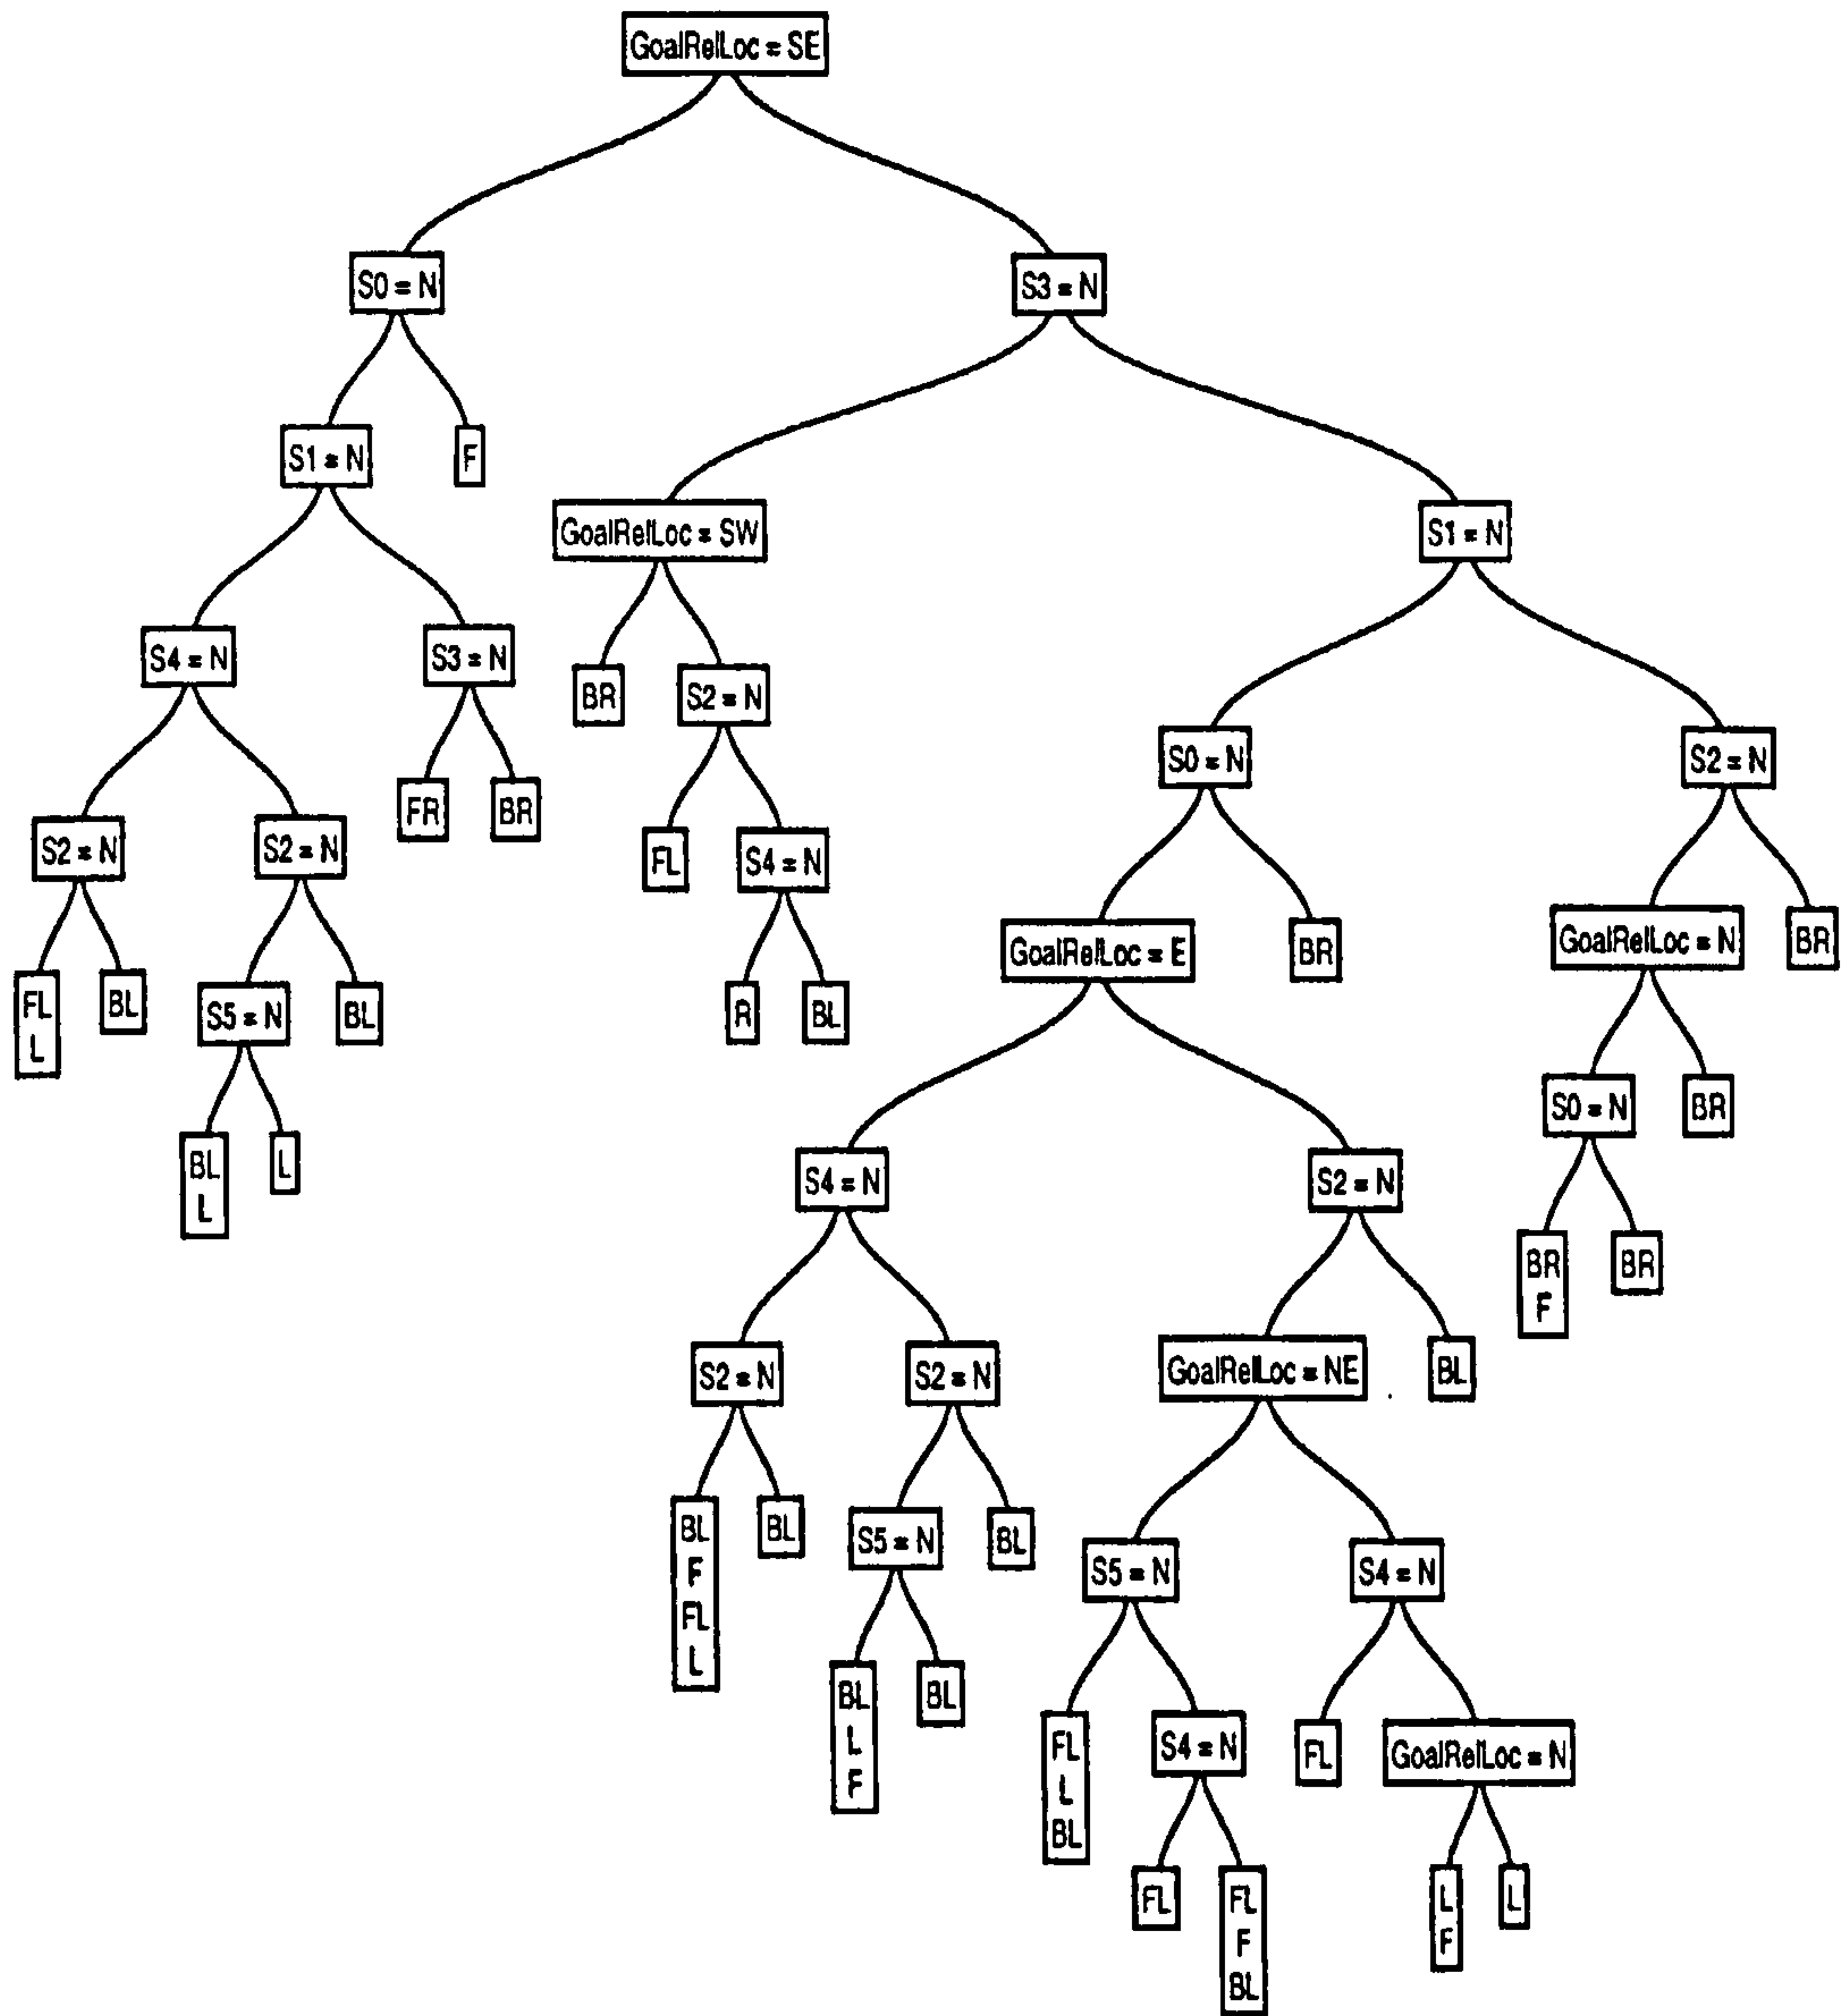 GoalRelLoc = SE
S0 = N
S3 = N
S1 = N
F
GoalRelLoc = SW
S1 = N
S4 = N
S3 = N
BR
S2 = N
S0 = N
S2 = N
S2 = N
S2 = N
FR
BR
FL
S4 = N
GoalRelLoc = E
BR
GoalRelLoc = N
BR
FL
L
BL
S5 = N
BL
R
BL
S0 = N
BR
BL
L
L
S4 = N
S2 = N
BR
F
BR
S2 = N
S2 = N
GoalRelLoc = NE
BL
BL
F
FL
L
BL
S5 = N
BL
S5 = N
S4 = N
BL
L
F
BL
FL
L
BL
S4 = N
FL
GoalRelLoc = N
FL
FL
F
BL
L
F
L